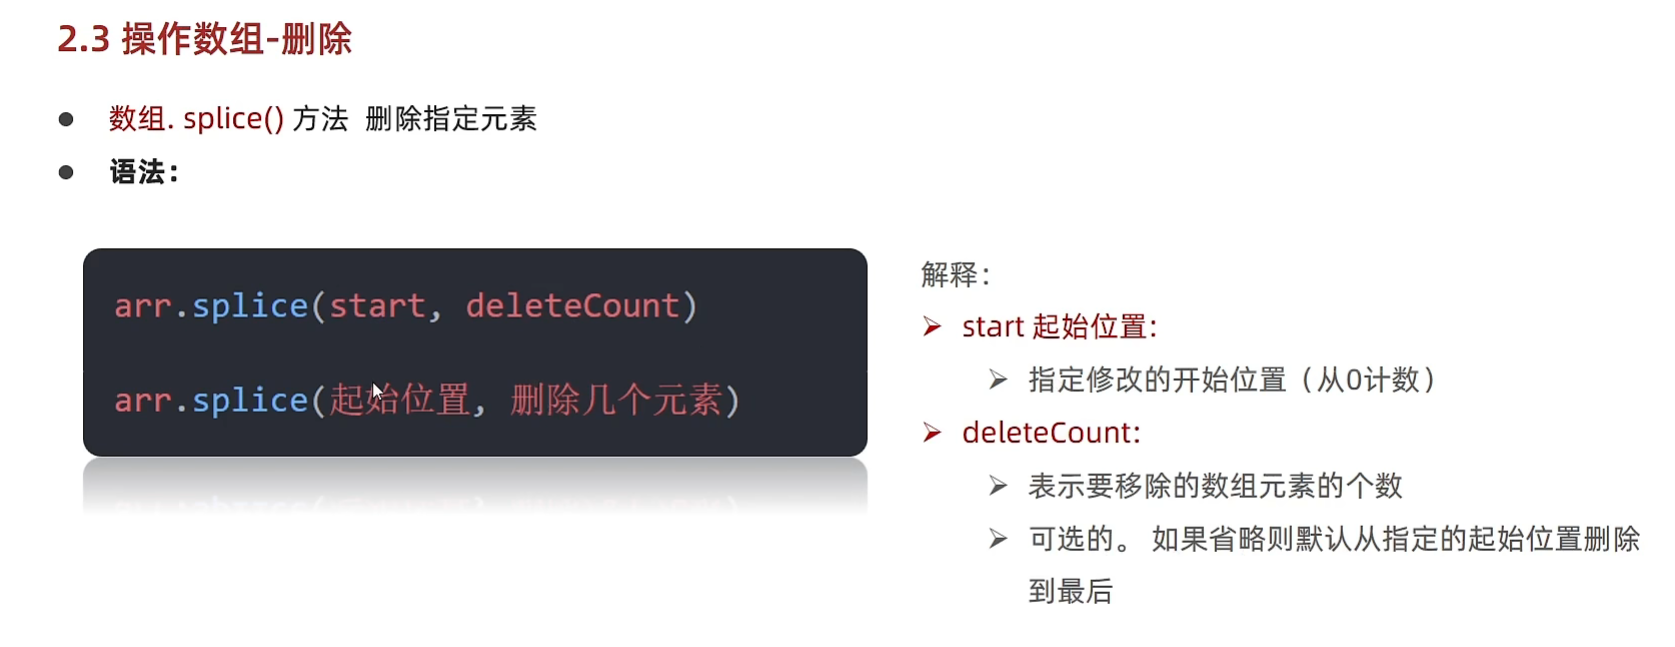 2.3 操作数组-删除
数组. splice() 方法 删除指定元素
语法：
arr.splice(start, deleteCount)
arr.splice(起始位置, 删除几个元素)
解释：
start 起始位置:
指定修改的开始位置（从0计数）
deleteCount:
表示要移除的数组元素的个数
可选的。 如果省略则默认从指定的起始位置删除
到最后